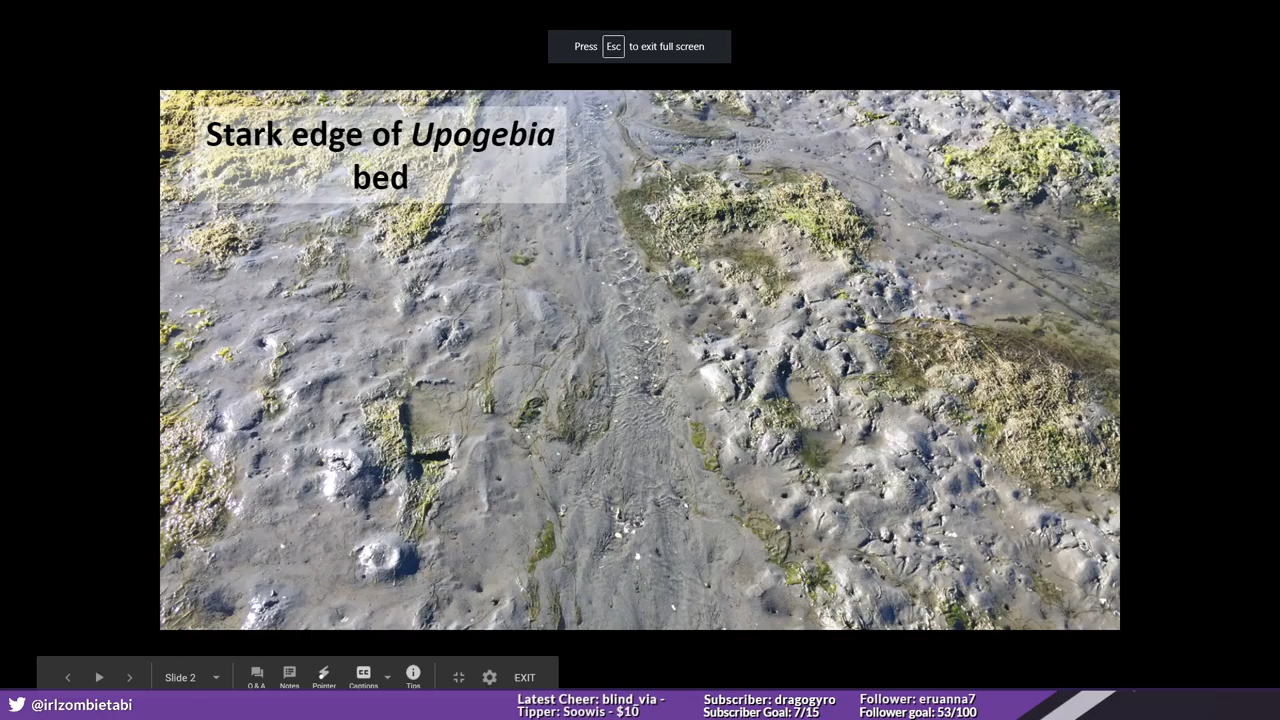 Press Esc to exit full screen
Stark edge of Upogebia
bed
Slide 2
Q & A
Notes
Pointer
Captions
CC
Tips
EXIT
@irlzombietabi
Latest Cheer: blind_via -
Tipper: Soowis - $10
Subscriber: dragogyro
Subscriber Goal: 7/15
Follower: eruanna7
Follower goal: 53/100